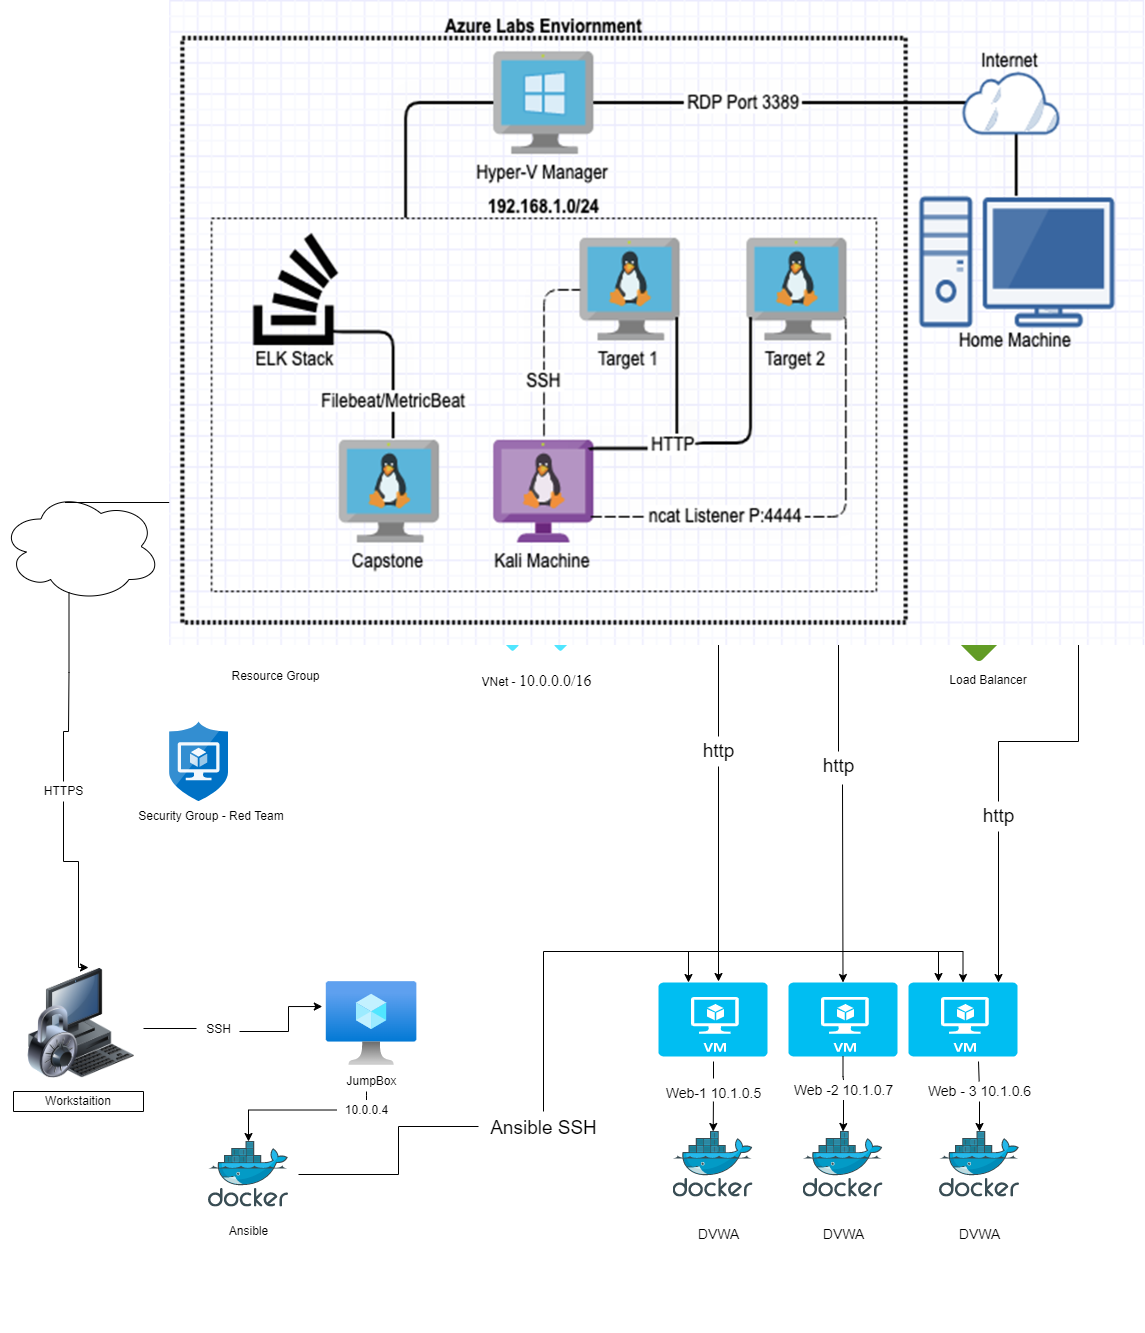 Azure Labs Enviornment
Internet
RDP Port 3389
Hyper-V Manager
192.168.1.0/24
Home Machine
ELK Stack
Target 1
Target 2
SSH
Filebeat/MetricBeat
HTTP
ncat Listener P:4444
Capstone
Kali Machine
Resource Group
VNet - 10.0.0.0/16
Load Balancer
http
http
HTTPS
Security Group - Red Team
http
SSH
VM
VM
VM
JumpBox
Workstaition
10.0.0.4
Web-1 10.1.0.5
Web -2 10.1.0.7
Web - 3 10.1.0.6
Ansible SSH
docker
docker
docker
docker
Ansible
DVWA
DVWA
DVWA